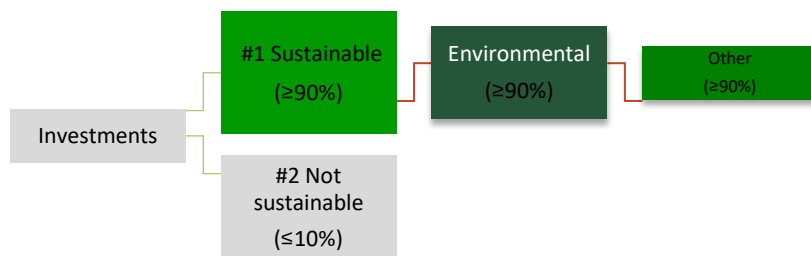 Investments
#1 Sustainable
(≥90%)
#2 Not
sustainable
(≤10%)
Environmental
(≥90%)
Other
(≥90%)